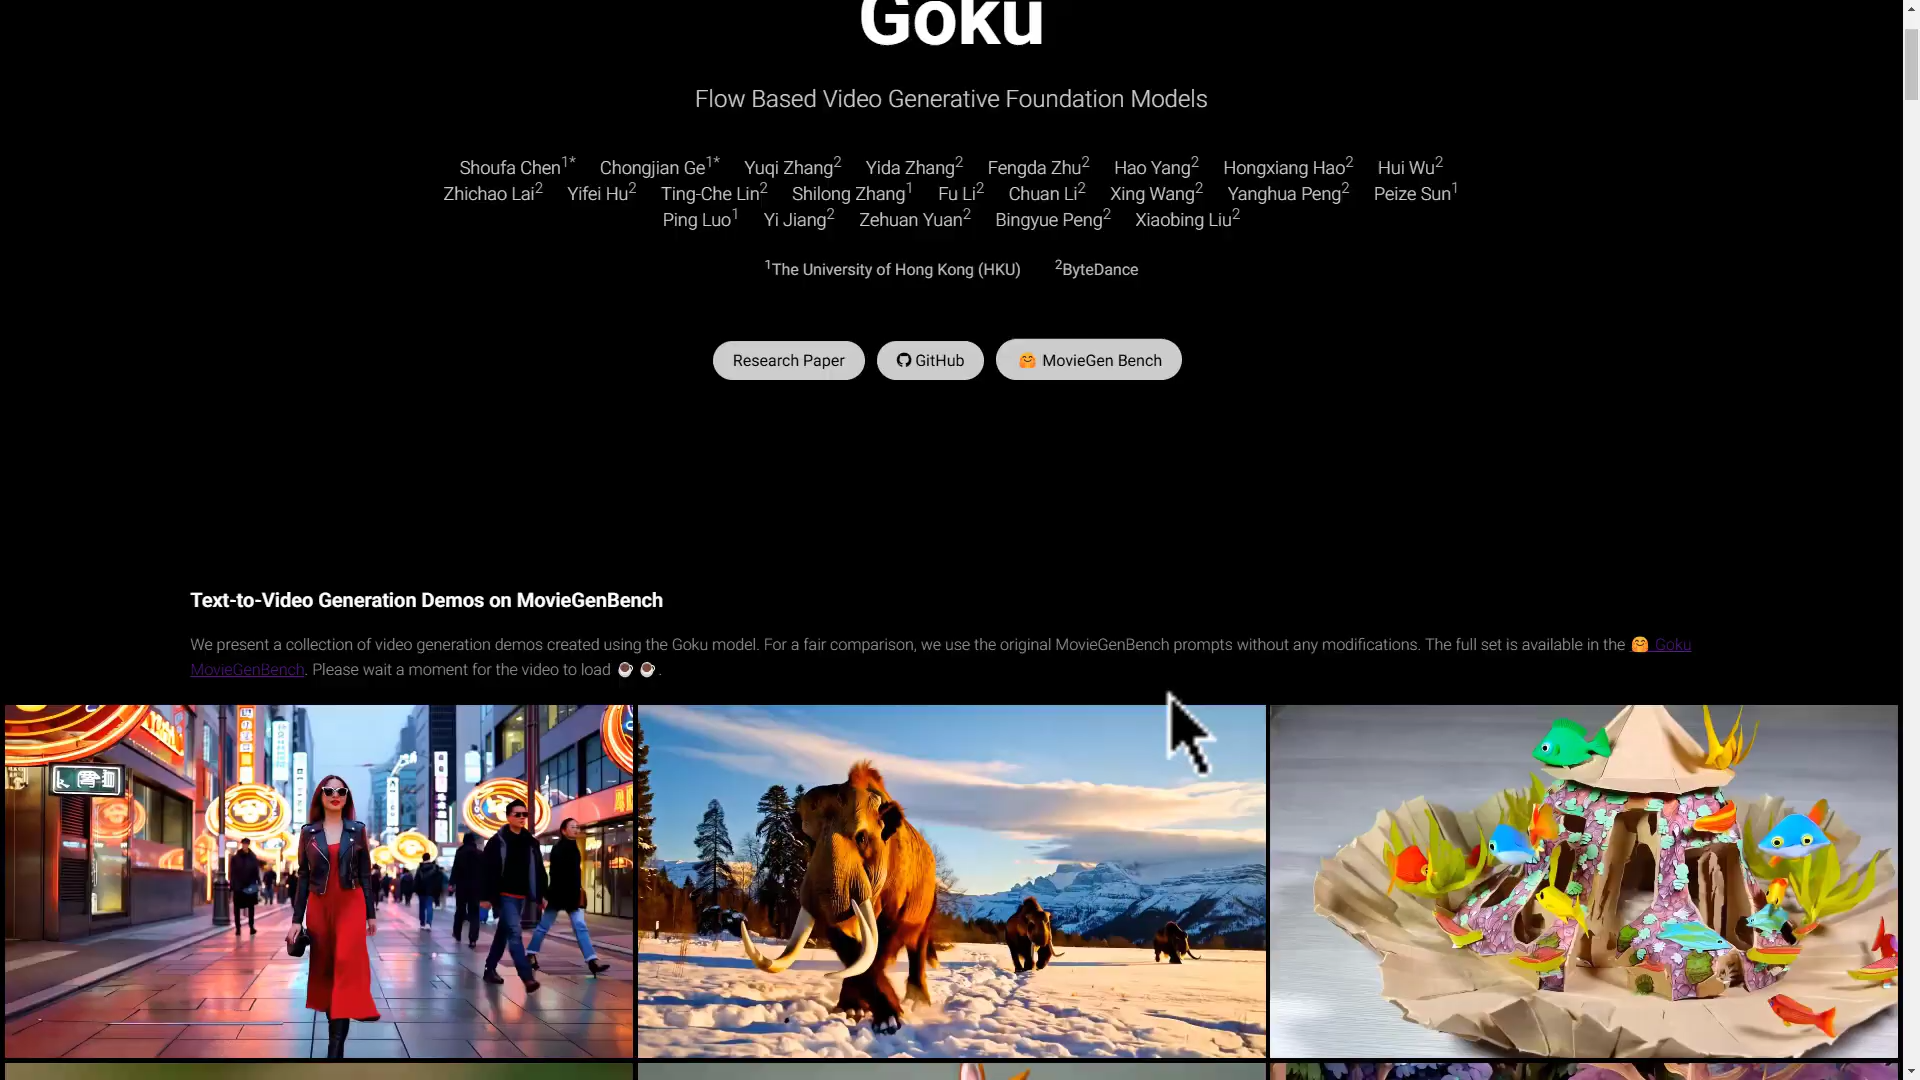 Goku
Flow Based Video Generative Foundation Models
Shoufa Chen1* Chongjian Ge1* Yuqi Zhang2 Yida Zhang2 Fengda Zhu2 Hao Yang2 Hongxiang Hao2 Hui Wu2
Zhichao Lai2 Yifei Hu2 Ting-Che Lin2 Shilong Zhang1 Fu Li2 Chuan Li2 Xing Wang2 Yanghua Peng2 Peize Sun1
Ping Luo1 Yi Jiang2 Zehuan Yuan2 Bingyue Peng2 Xiaobing Liu2
1The University of Hong Kong (HKU) 2ByteDance
Research Paper GitHub 🤗 MovieGen Bench
Text-to-Video Generation Demos on MovieGenBench
We present a collection of video generation demos created using the Goku model. For a fair comparison, we use the original MovieGenBench prompts without any modifications. The full set is available in the 🤗 Goku
MovieGenBench. Please wait a moment for the video to load ☕ ☕.